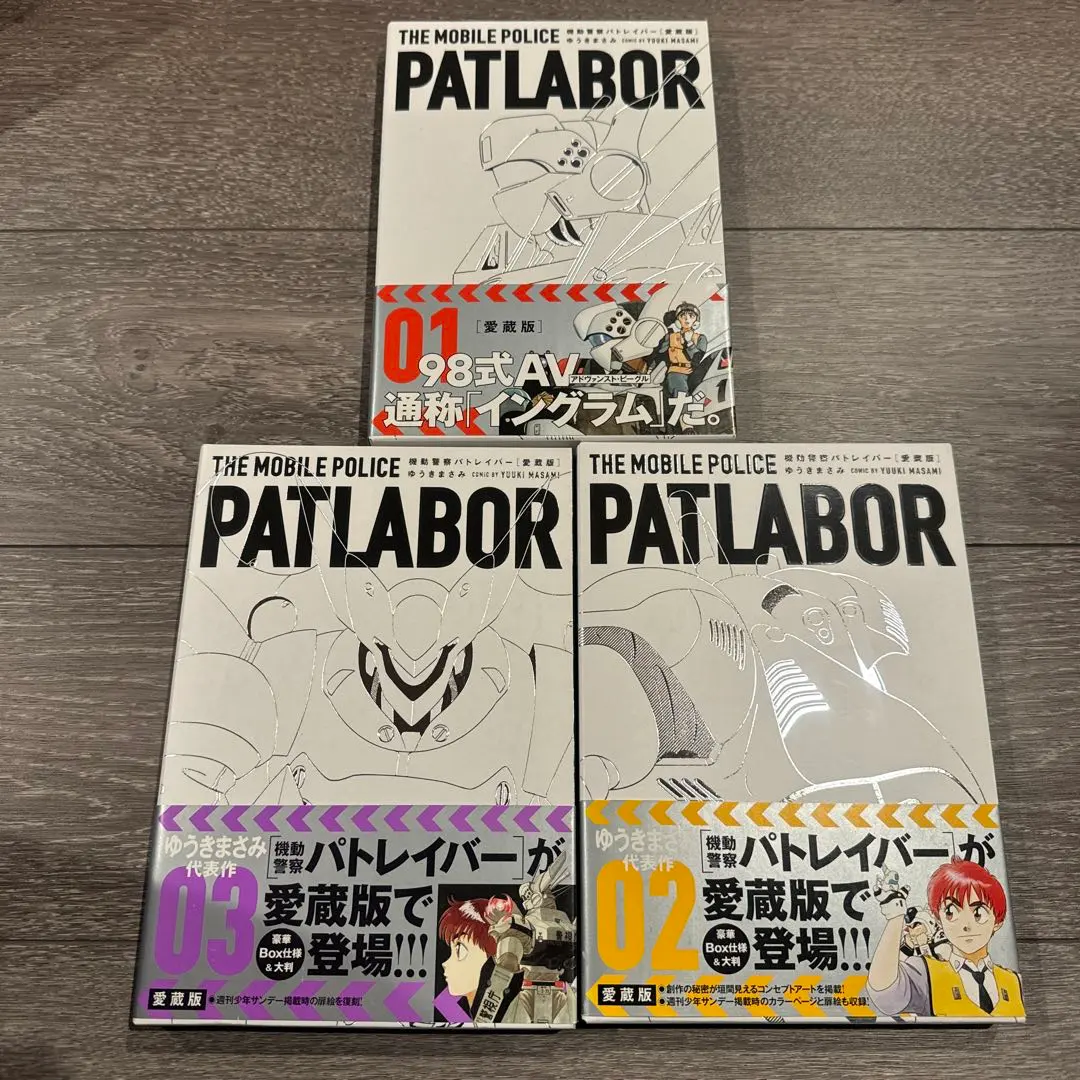 THE MOBILE POLICE 機動警察パトレイバー[愛蔵版]
ゆうきまさみ COMIC BY YUUKI MASAMI
PATLABOR
01
[愛蔵版]
98式AV
アドヴァンスト・ビークル
通称「イングラム」だ。
THE MOBILE POLICE 機動警察パトレイバー[愛蔵版]
ゆうきまさみ COMIC BY YUUKI MASAMI
PATLABOR
ゆうきまさみ
代表作
03
[機動警察パトレイバー]が
愛蔵版で
豪華
Box仕様
&大判
登場!!!
愛蔵版
●週刊少年サンデー掲載時の扉絵を復刻!
警視庁
THE MOBILE POLICE 機動警察パトレイバー[愛蔵版]
ゆうきまさみ COMIC BY YUUKI MASAMI
PATLABOR
ゆうきまさみ
代表作
02
[機動警察パトレイバー]が
愛蔵版で
豪華
Box仕様
&大判
登場!!!
愛蔵版
●創作の秘密が垣間見えるコンセプトアートを掲載!
●週刊少年サンデー掲載時のカラーページと扉絵も収録!